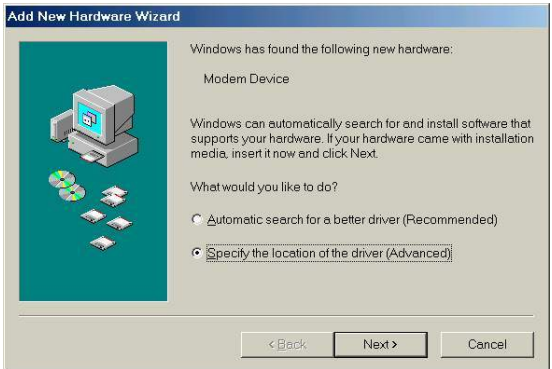 Add New Hardware Wizard
Windows has found the following new hardware:
Modem Device
Windows can automatically search for and install software that
supports your hardware. If your hardware came with installation
media, insert it now and click Next.
What would you like to do?
Automatic search for a better driver (Recommended)
Specify the location of the driver (Advanced)
< Back
Next >
Cancel